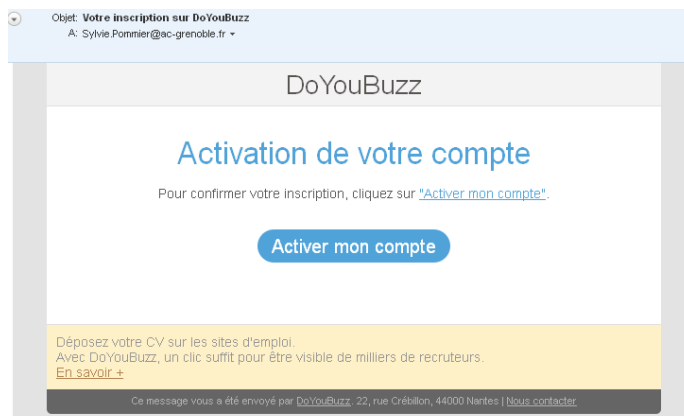 Objet: Votre inscription sur DoYouBuzz
A: Sylvie.Pommier@ac-grenoble.fr
DoYouBuzz
Activation de votre compte
Pour confirmer votre inscription, cliquez sur "Activer mon compte".
Activer mon compte
Déposez votre CV sur les sites d'emploi.
Avec DoYouBuzz, un clic suffit pour être visible de milliers de recruteurs.
En savoir +
Ce message vous a été envoyé par DoYouBuzz. 22, rue Crébillon, 44000 Nantes | Nous contacter